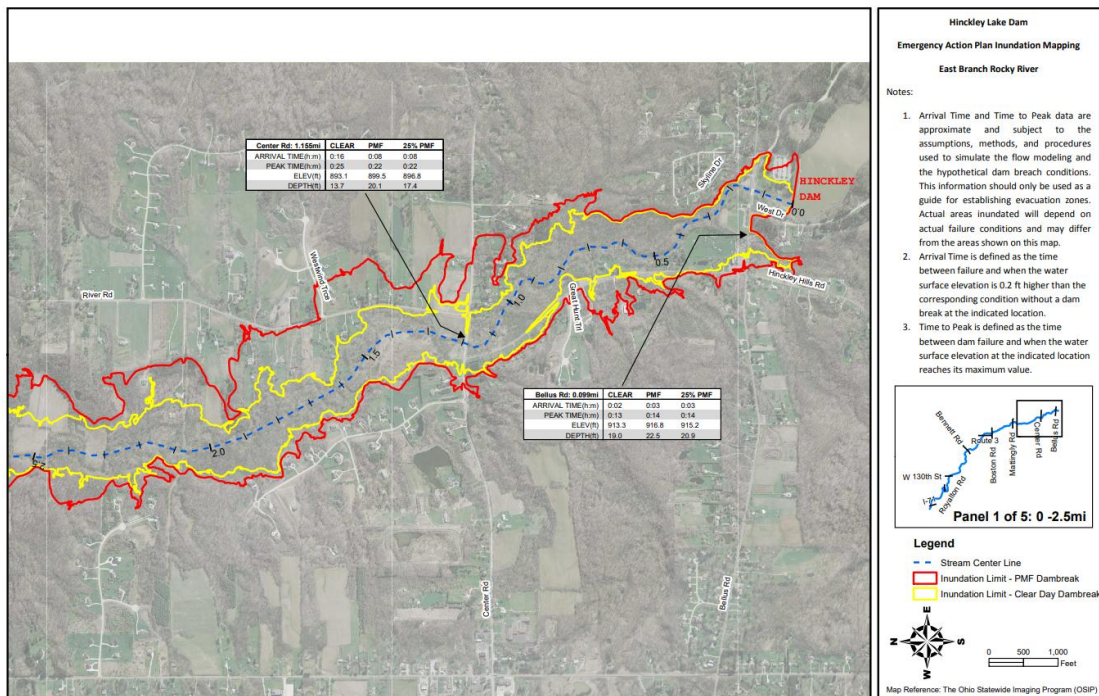 Center Rd: 1.155mi CLEAR PMF 25% PMF
ARRIVAL TIME(h:m) 0:16 0:08 0:08
PEAK TIME(h:m) 0:25 0:22 0:22
ELEV(ft) 893.1 899.5 896.8
DEPTH(ft) 13.7 20.1 17.4
Skyline Dr
HINCKLEY
DAM
West Dr
0.0
0.5
Hinckley Hills Rd
Westwind Trce
River Rd
1.0
Great Hunt Trl
1.5
2.0
Bellus Rd: 0.099mi CLEAR PMF 25% PMF
ARRIVAL TIME(h:m) 0:02 0:03 0:03
PEAK TIME(h:m) 0:13 0:14 0:14
ELEV(ft) 913.3 916.8 915.2
DEPTH(ft) 19.0 22.5 20.9
Center Rd
Bellus Rd
Hinckley Lake Dam
Emergency Action Plan Inundation Mapping
East Branch Rocky River
Notes:
1. Arrival Time and Time to Peak data are
approximate and subject to the
assumptions, methods, and procedures
used to simulate the flow modeling and
the hypothetical dam breach conditions.
This information should only be used as a
guide for establishing evacuation zones.
Actual areas inundated will depend on
actual failure conditions and may differ
from the areas shown on this map.
2. Arrival Time is defined as the time
between failure and when the water
surface elevation is 0.2 ft higher than the
corresponding condition without a dam
break at the indicated location.
3. Time to Peak is defined as the time
between dam failure and when the water
surface elevation at the indicated location
reaches its maximum value.
Bennett Rd
Route 3
W 130th St
I-71
Royalton Rd
Boston Rd
Mattingly Rd
Center Rd
Bellus Rd
Panel 1 of 5: 0 -2.5mi
Legend
Stream Center Line
Inundation Limit - PMF Dambreak
Inundation Limit - Clear Day Dambreak
E
N
S
W
0 500 1,000
Feet
Map Reference: The Ohio Statewide Imaging Program (OSIP)